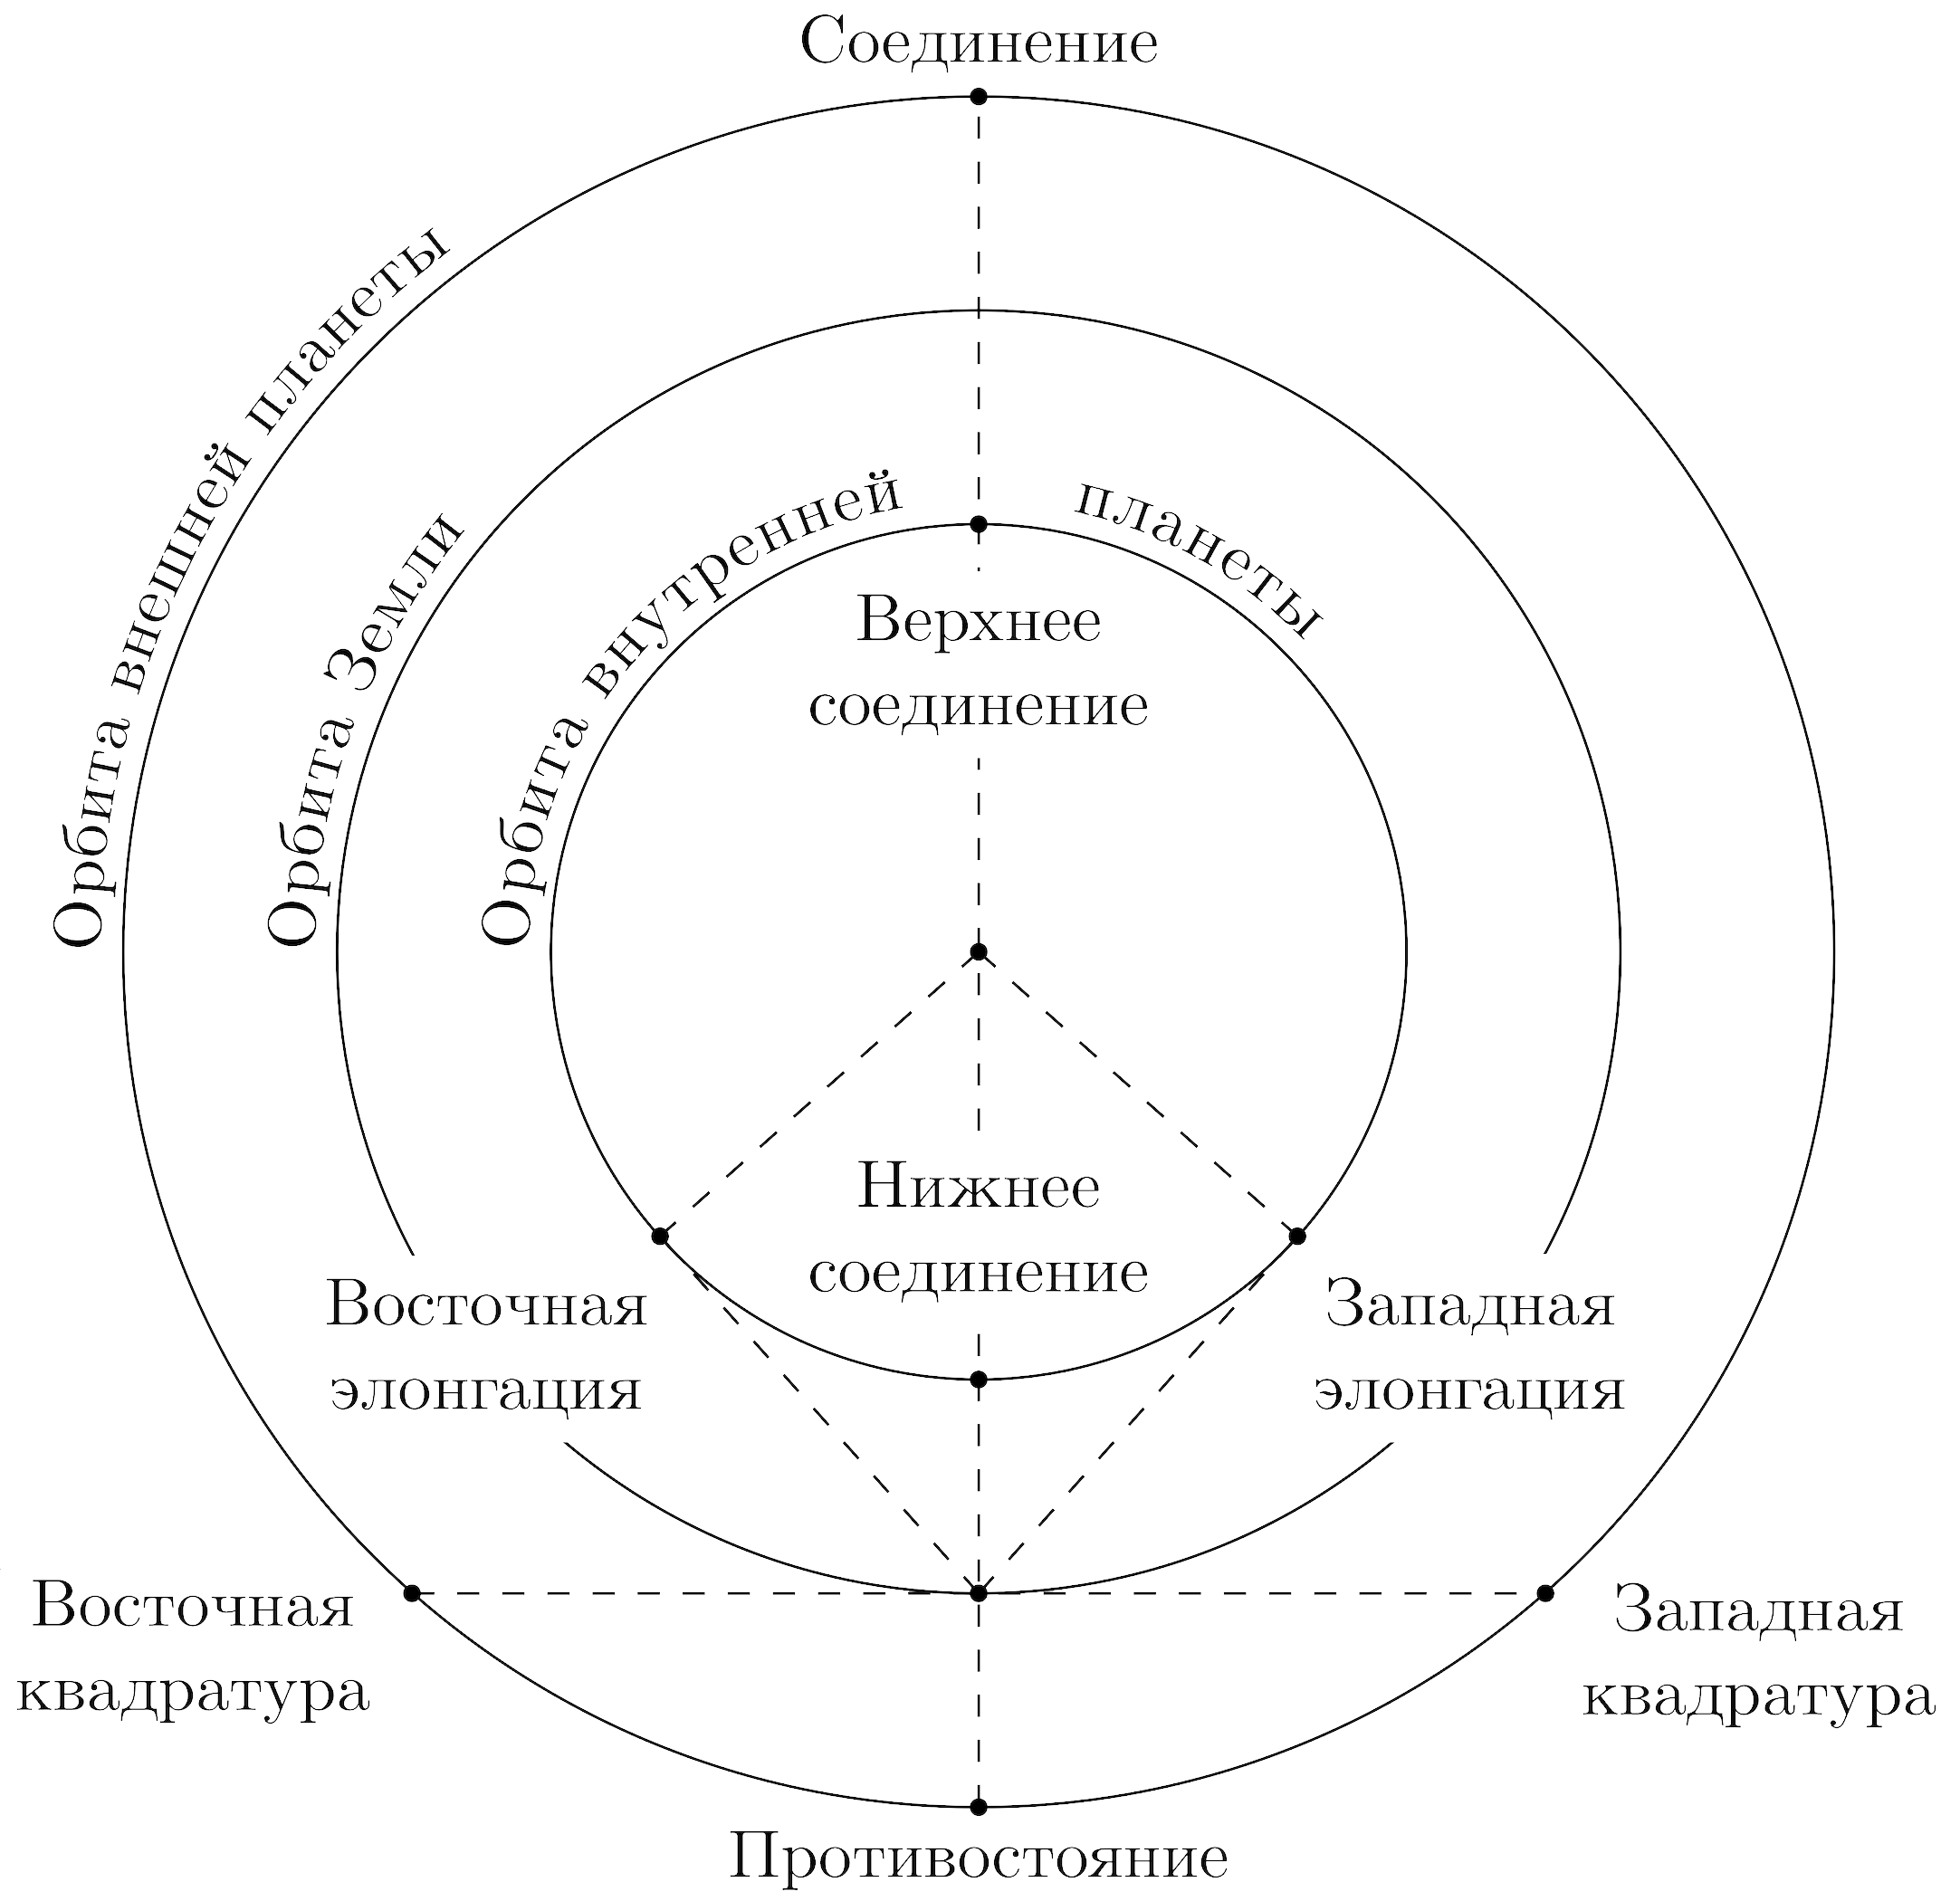 Соединение
Орбита внешней планеты
Орбита Земли
Орбита внутренней планеты
Верхнее
соединение
Нижнее
соединение
Восточная
элонгация
Западная
элонгация
Восточная
квадратура
Западная
квадратура
Противостояние